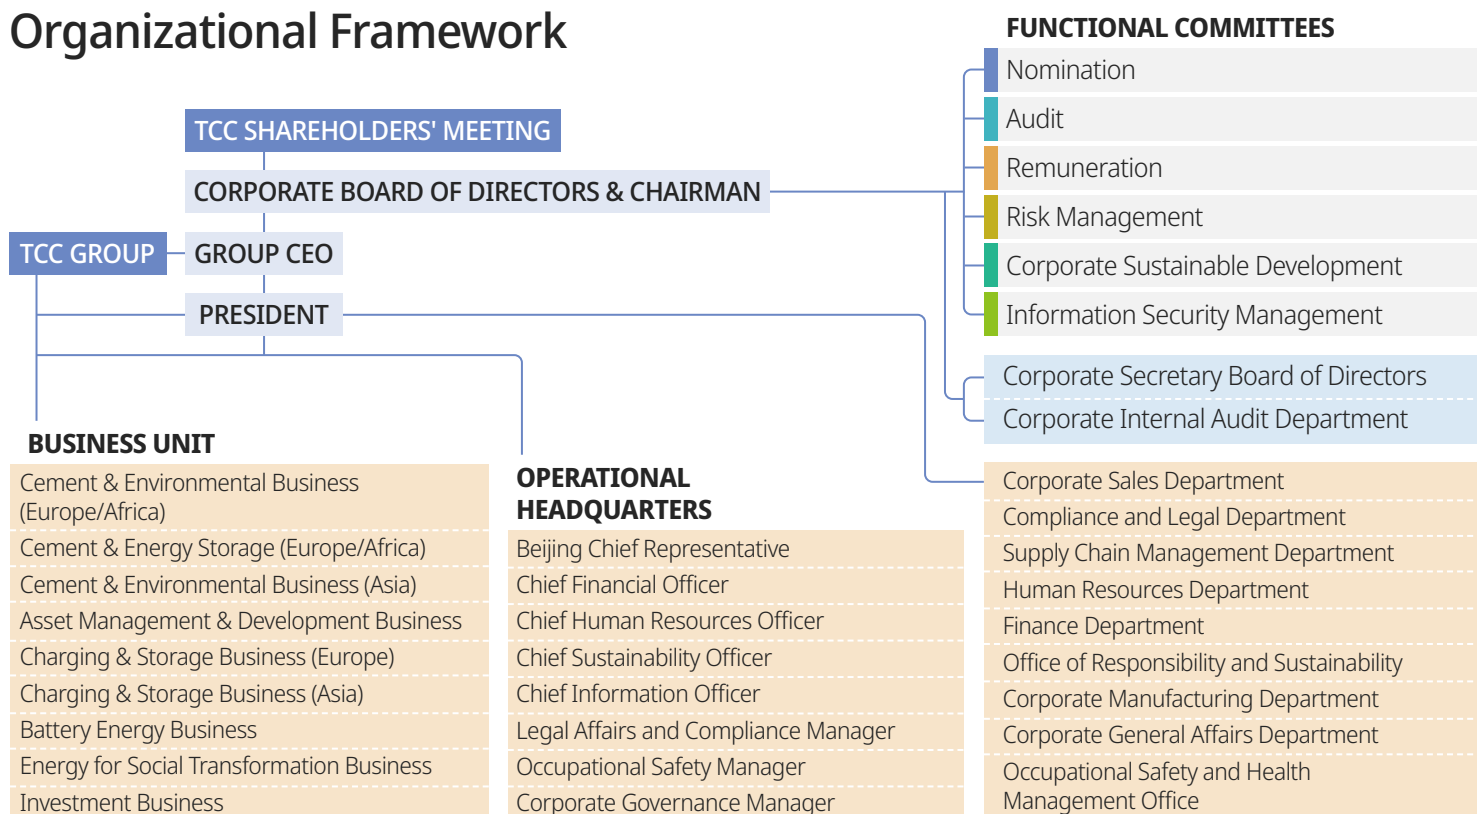 Organizational Framework
TCC SHAREHOLDERS' MEETING
CORPORATE BOARD OF DIRECTORS & CHAIRMAN
TCC GROUP
GROUP CEO
PRESIDENT
FUNCTIONAL COMMITTEES
Nomination
Audit
Remuneration
Risk Management
Corporate Sustainable Development
Information Security Management
Corporate Secretary Board of Directors
Corporate Internal Audit Department
BUSINESS UNIT
Cement & Environmental Business
(Europe/Africa)
Cement & Energy Storage (Europe/Africa)
Cement & Environmental Business (Asia)
Asset Management & Development Business
Charging & Storage Business (Europe)
Charging & Storage Business (Asia)
Battery Energy Business
Energy for Social Transformation Business
Investment Business
OPERATIONAL
HEADQUARTERS
Beijing Chief Representative
Chief Financial Officer
Chief Human Resources Officer
Chief Sustainability Officer
Chief Information Officer
Legal Affairs and Compliance Manager
Occupational Safety Manager
Corporate Governance Manager
Corporate Sales Department
Compliance and Legal Department
Supply Chain Management Department
Human Resources Department
Finance Department
Office of Responsibility and Sustainability
Corporate Manufacturing Department
Corporate General Affairs Department
Occupational Safety and Health
Management Office